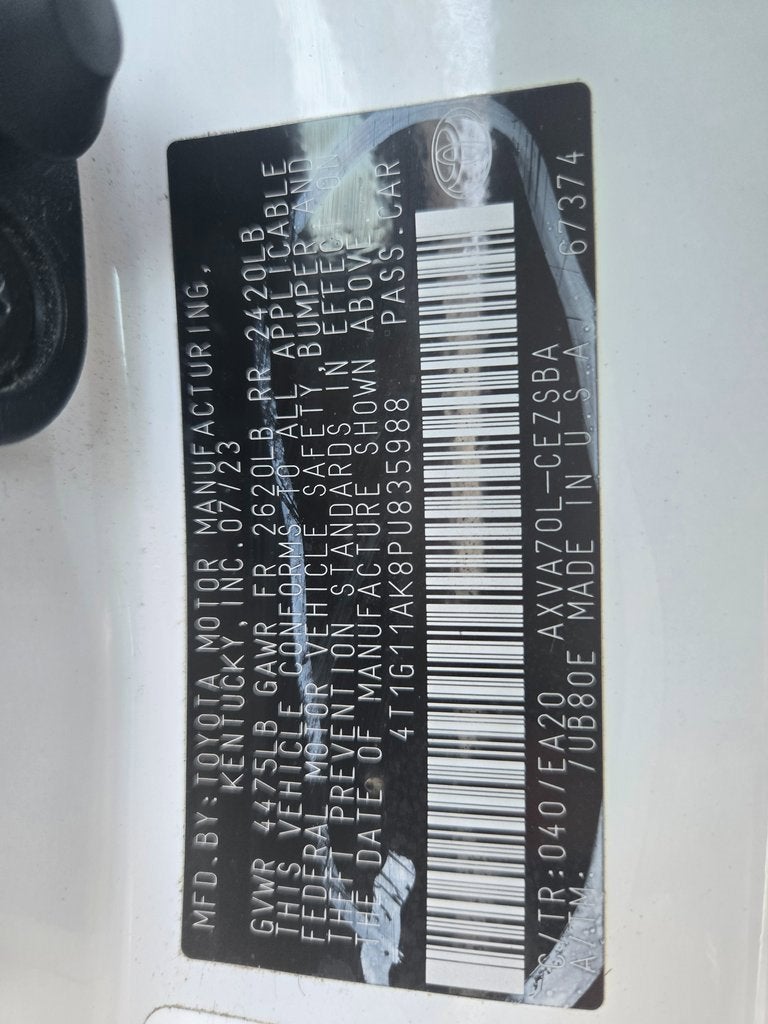 MFD.BY:TOYOTA MOTOR MANUFACTURING,
KENTUCKY, INC.07/23
GVWR 4475LB GAWR FR 2620LB RR 2420LB
THIS VEHICLE CONFORMS TO ALL APPLICABLE
FEDERAL MOTOR VEHICLE SAFETY, BUMPER AND
THEFT PREVENTION STANDARDS IN EFFECT ON
THE DATE OF MANUFACTURE SHOWN ABOVE.
4T1G11AK8PU835988 PASS.CAR
C/TR:040/EA20 AXVA70L-CEZSBA
A/TM. /UB80E MADE IN U.S.A. 67374